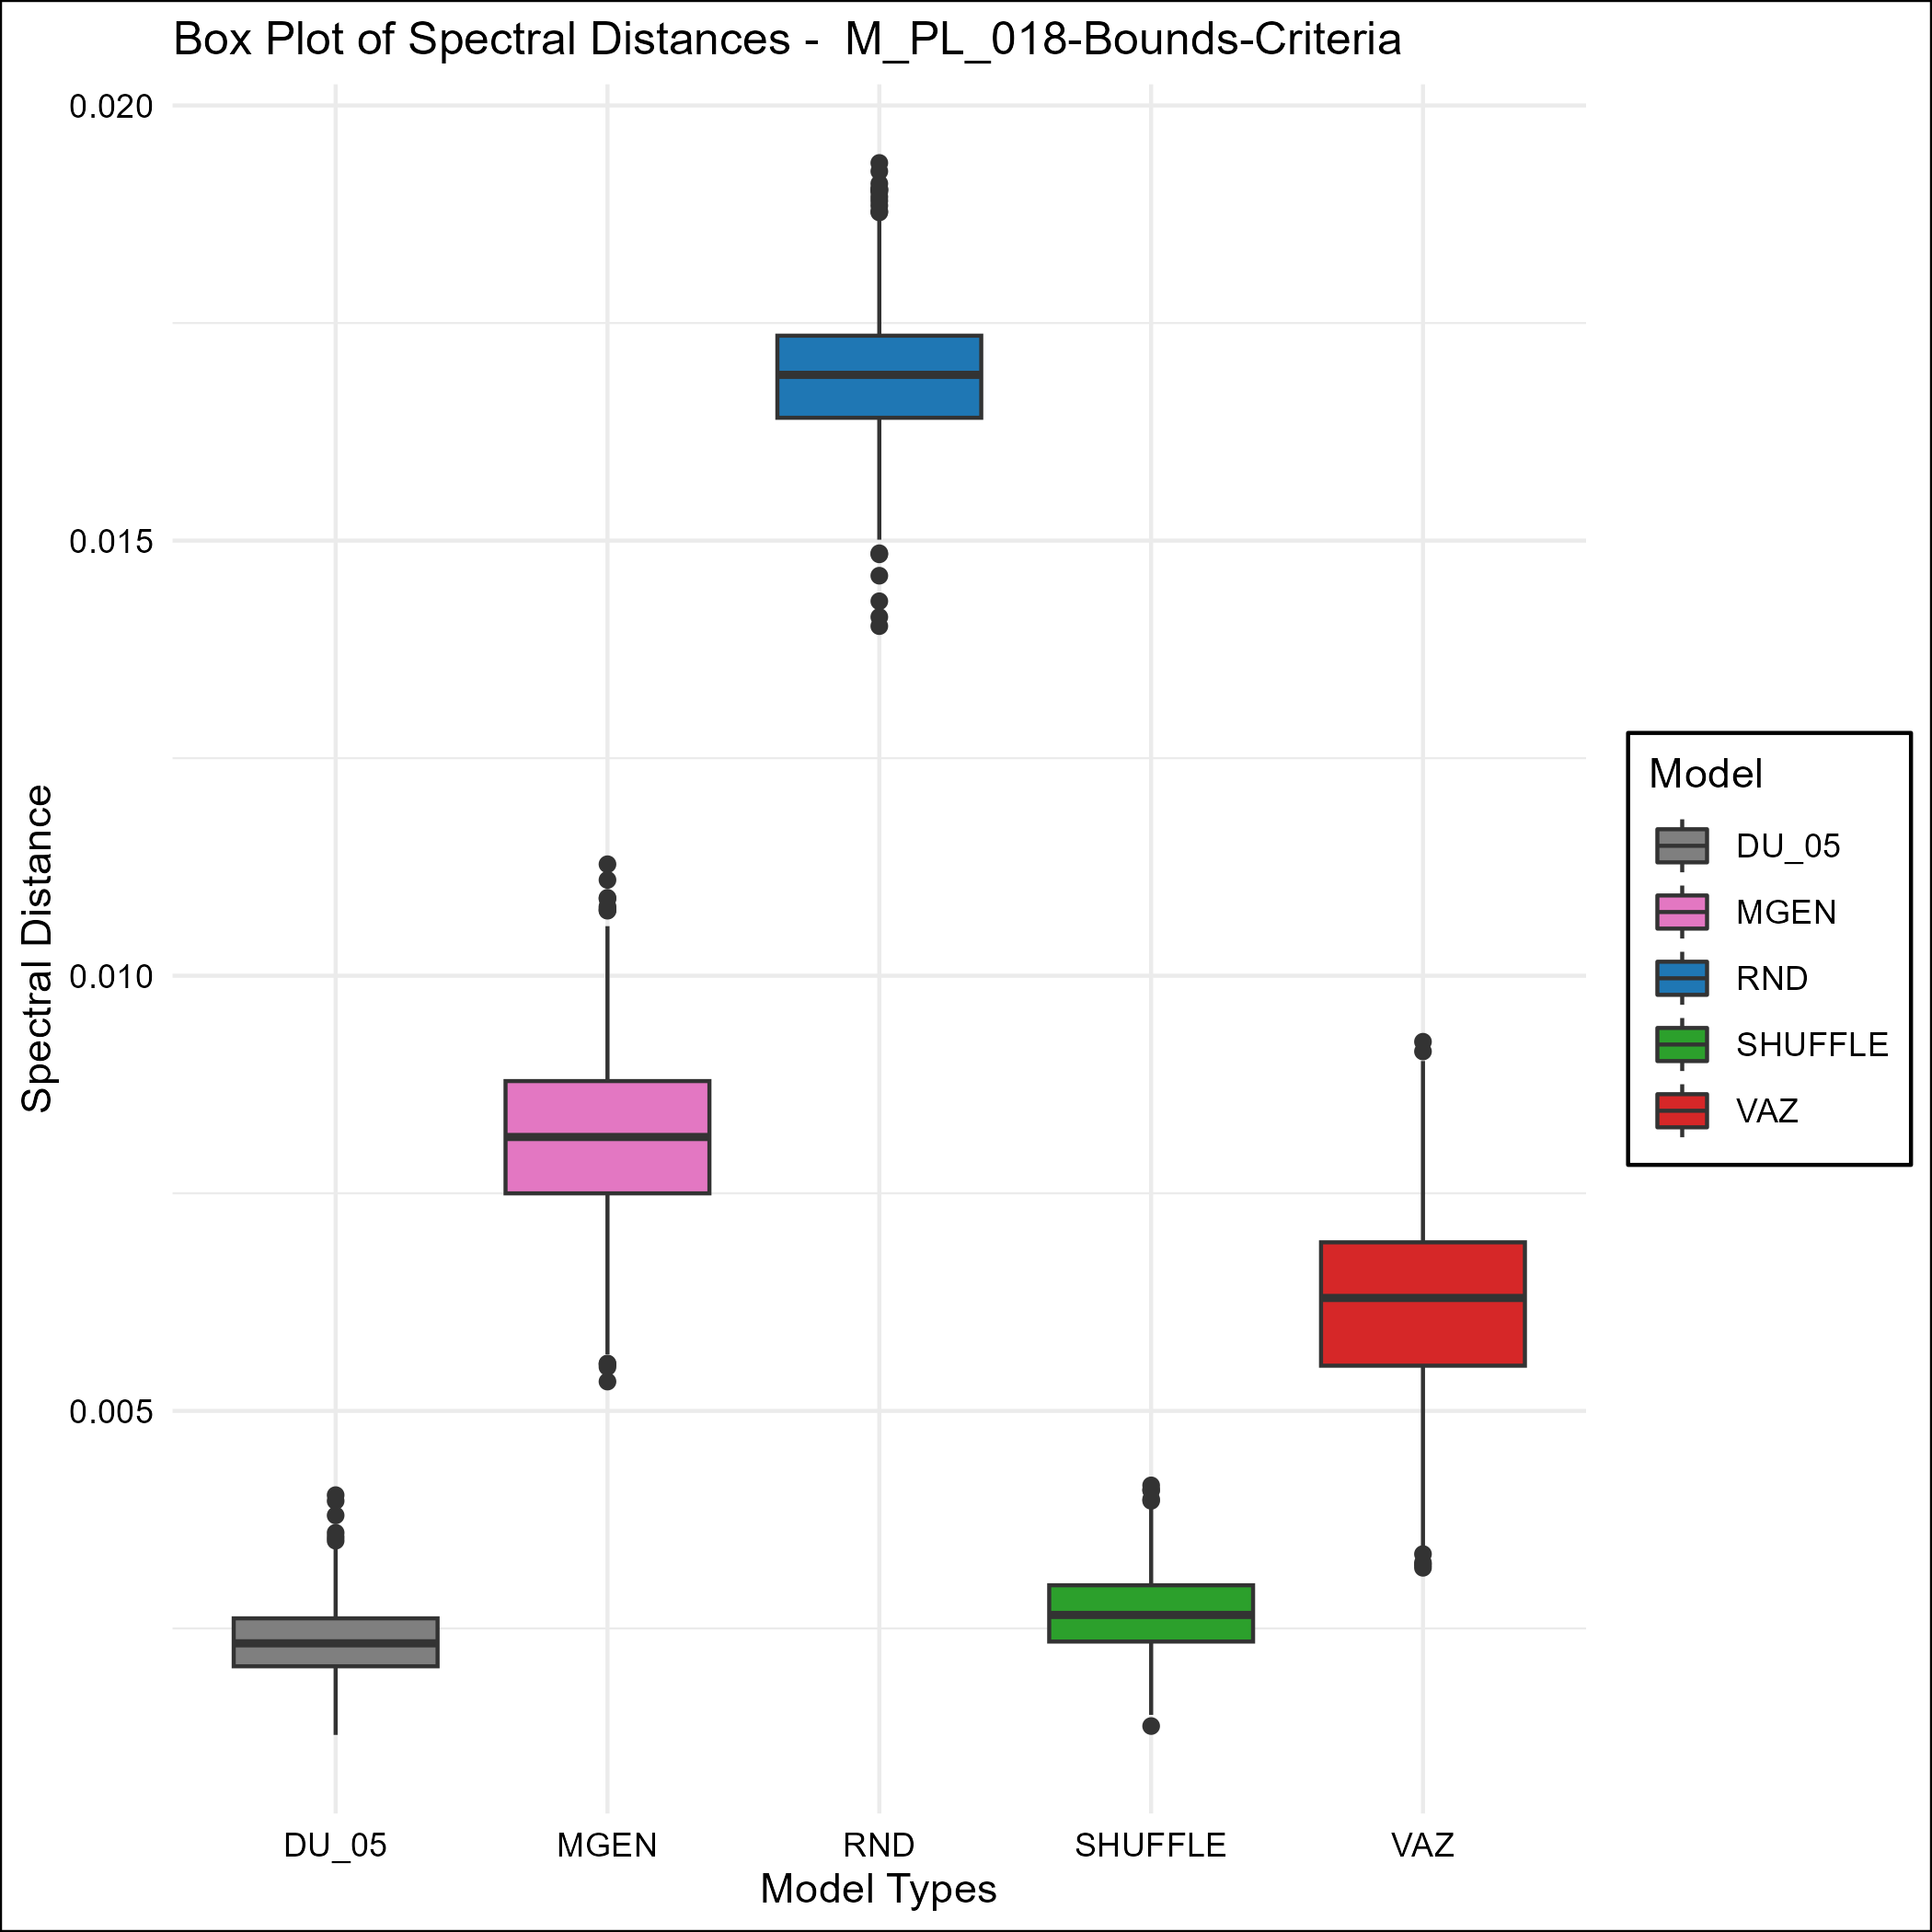 Box Plot of Spectral Distances - M_PL_018-Bounds-Criteria
Spectral Distance
0.020
0.015
0.010
0.005
DU_05 MGEN RND SHUFFLE VAZ
Model Types
Model
DU_05
MGEN
RND
SHUFFLE
VAZ